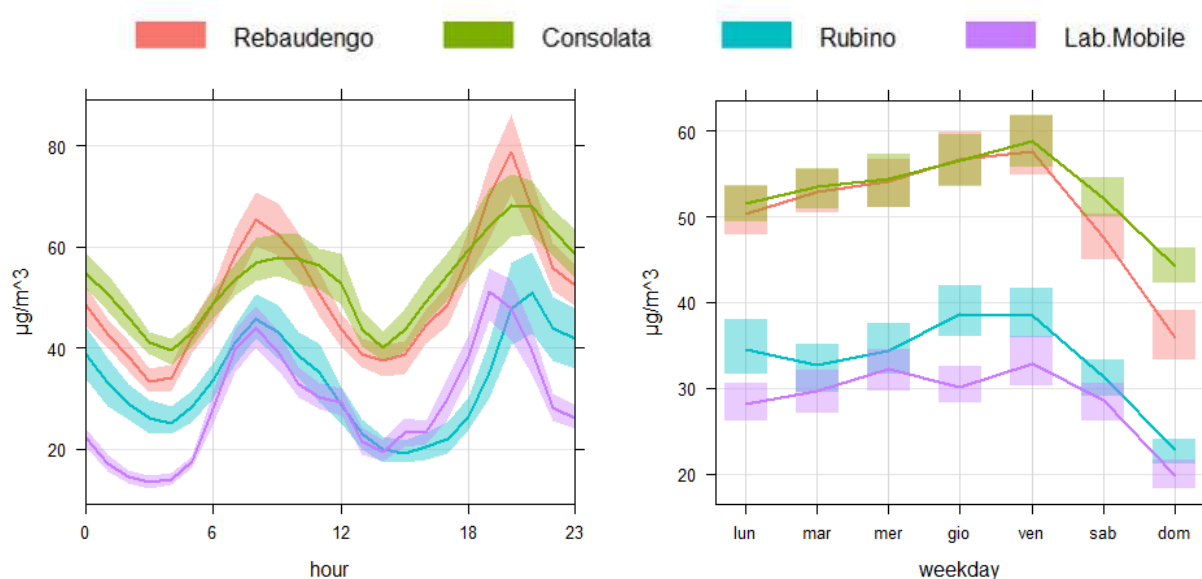 Rebaudengo Consolata Rubino Lab.Mobile
µg/m^3
80
60
40
20
0 6 12 18 23
hour
µg/m^3
60
50
40
30
20
lun mar mer gio ven sab dom
weekday